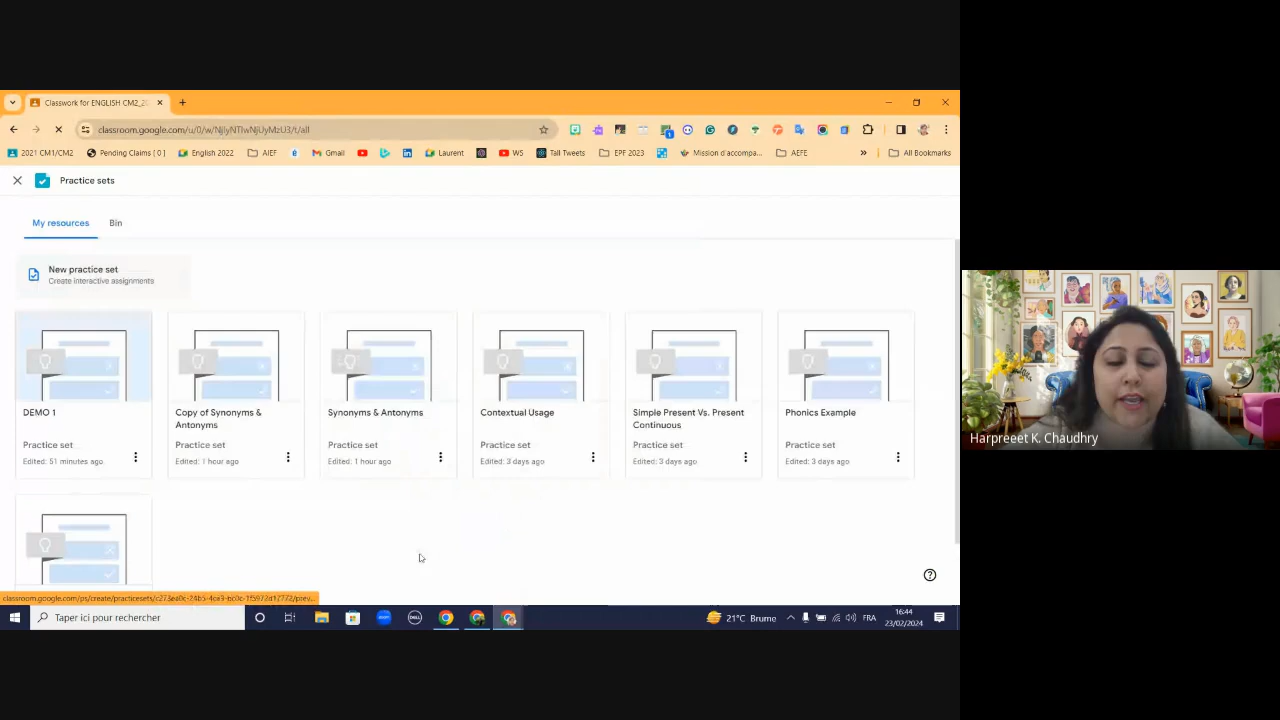 Classwork for ENGLISH CM2_20
classroom.google.com/u/0/w/NjIyNTIwNjUyMzU3/t/all
2021 CM1/CM2
Pending Claims [ 0 ]
English 2022
AIEF
Gmail
Laurent
WS
Tall Tweets
EPF 2023
Mission d'accompa...
AEFE
All Bookmarks
Practice sets
My resources
Bin
New practice set
Create interactive assignments
DEMO 1
Practice set
Edited: 51 minutes ago
Copy of Synonyms &
Antonyms
Practice set
Edited: 1 hour ago
Synonyms & Antonyms
Practice set
Edited: 1 hour ago
Contextual Usage
Practice set
Edited: 3 days ago
Simple Present Vs. Present
Continuous
Practice set
Edited: 3 days ago
Phonics Example
Practice set
Edited: 3 days ago
Harpreeet K. Chaudhry
Taper ici pour rechercher
DELL
21°C Brume
FRA
16:44
23/02/2024